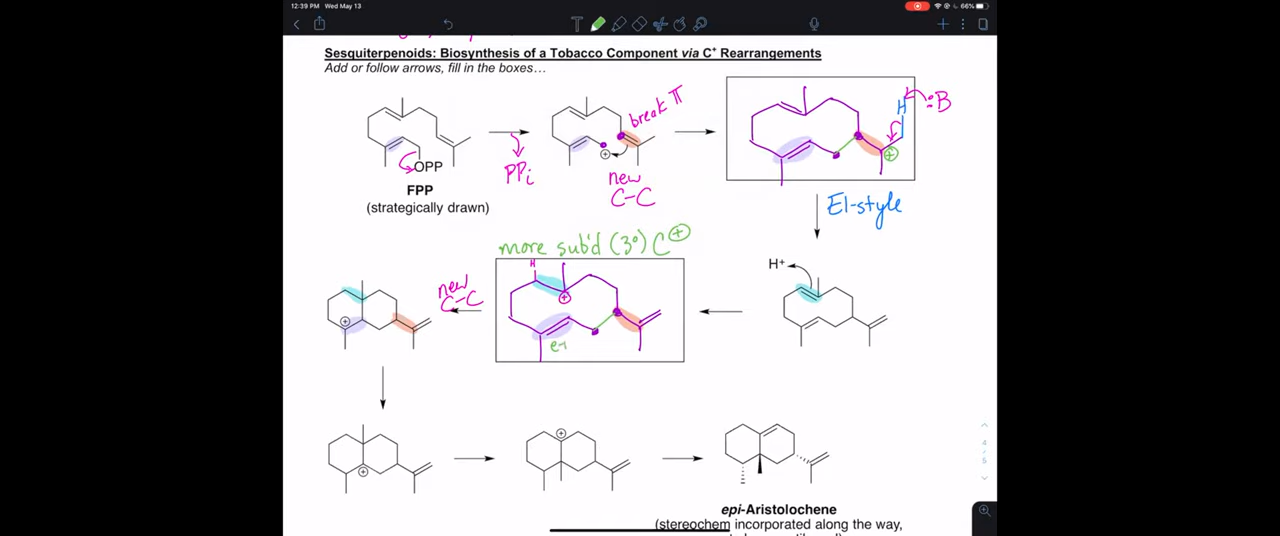 12:39 PM Wed May 13
66%
T
Sesquiterpenoids: Biosynthesis of a Tobacco Component via C+ Rearrangements
Add or follow arrows, fill in the boxes…
break π
H :B
OPP
PPi
new
C-C
FPP
(strategically drawn)
E1-style
more sub'd (3°) C+
H+
H
new
C-C
e-
4
/
5
epi-Aristolochene
(stereochem incorporated along the way,